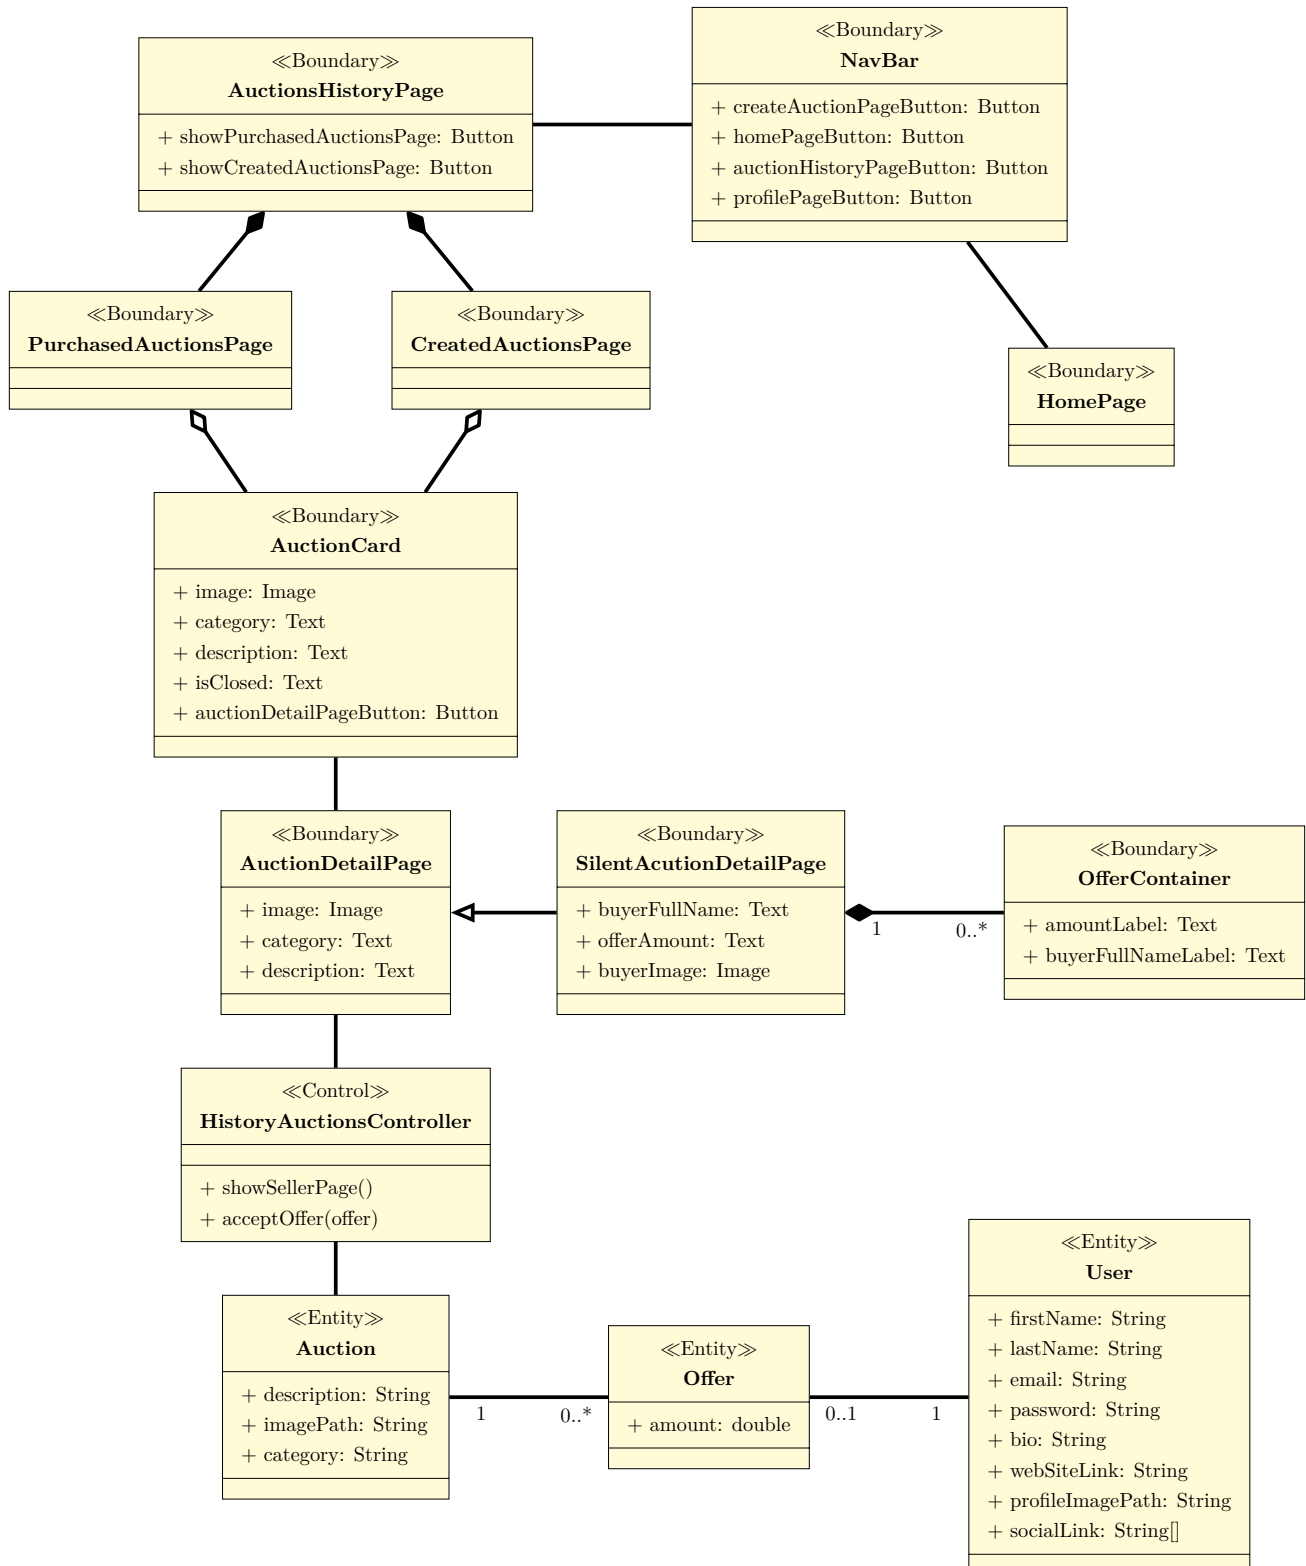 ≪Boundary≫
AuctionsHistoryPage
+ showPurchasedAuctionsPage: Button
+ showCreatedAuctionsPage: Button
≪Boundary≫
NavBar
+ createAuctionPageButton: Button
+ homePageButton: Button
+ auctionHistoryPageButton: Button
+ profilePageButton: Button
≪Boundary≫
PurchasedAuctionsPage
≪Boundary≫
CreatedAuctionsPage
≪Boundary≫
HomePage
≪Boundary≫
AuctionCard
+ image: Image
+ category: Text
+ description: Text
+ isClosed: Text
+ auctionDetailPageButton: Button
≪Boundary≫
AuctionDetailPage
+ image: Image
+ category: Text
+ description: Text
≪Boundary≫
SilentAcutionDetailPage
+ buyerFullName: Text
+ offerAmount: Text
+ buyerImage: Image
1
0..*
≪Boundary≫
OfferContainer
+ amountLabel: Text
+ buyerFullNameLabel: Text
≪Control≫
HistoryAuctionsController
+ showSellerPage()
+ acceptOffer(offer)
≪Entity≫
Auction
+ description: String
+ imagePath: String
+ category: String
1
0..*
≪Entity≫
Offer
+ amount: double
0..1
1
≪Entity≫
User
+ firstName: String
+ lastName: String
+ email: String
+ password: String
+ bio: String
+ webSiteLink: String
+ profileImagePath: String
+ socialLink: String[]